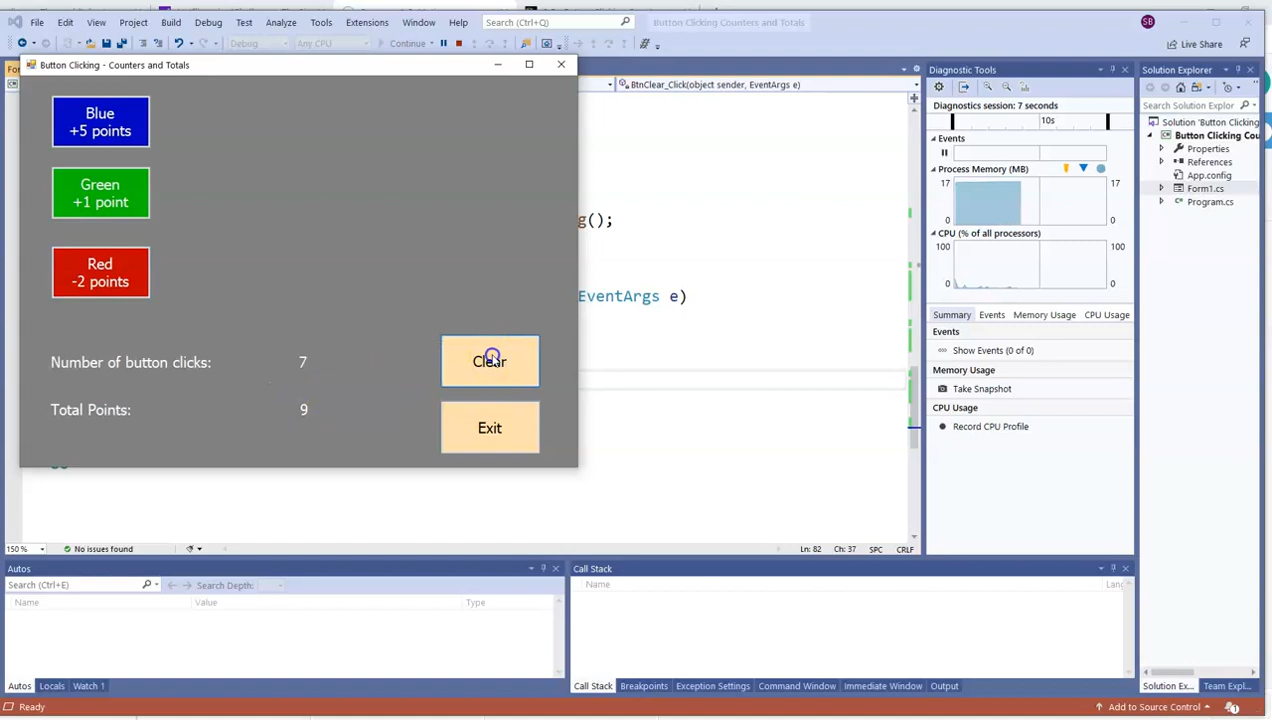 File Edit View Project Build Debug Test Analyze Tools Extensions Window Help Search (Ctrl+Q) Button Clicking Counters and Totals SB
Debug Any CPU Continue Live Share
Button Clicking - Counters and Totals
BtnClear_Click(object sender, EventArgs e)
Blue
+5 points
Green
+1 point
Red
-2 points
Number of button clicks: 7
Total Points: 9
Clear
Exit
g();
EventArgs e)
150 % No issues found Ln: 82 Ch: 37 SPC CRLF
Diagnostic Tools
Diagnostics session: 7 seconds
10s
Events
Process Memory (MB)
17 17
0 0
CPU (% of all processors)
100 100
0 0
Summary Events Memory Usage CPU Usage
Events
Show Events (0 of 0)
Memory Usage
Take Snapshot
CPU Usage
Record CPU Profile
Solution Explorer
Search Solution Explor
Solution 'Button Clicking
Button Clicking Cou
Properties
References
App.config
Form1.cs
Program.cs
Solution Ex... Team Expl...
Autos
Search (Ctrl+E) Search Depth:
Name Value Type
Autos Locals Watch 1
Call Stack
Name Lang
Call Stack Breakpoints Exception Settings Command Window Immediate Window Output
Ready Add to Source Control 1